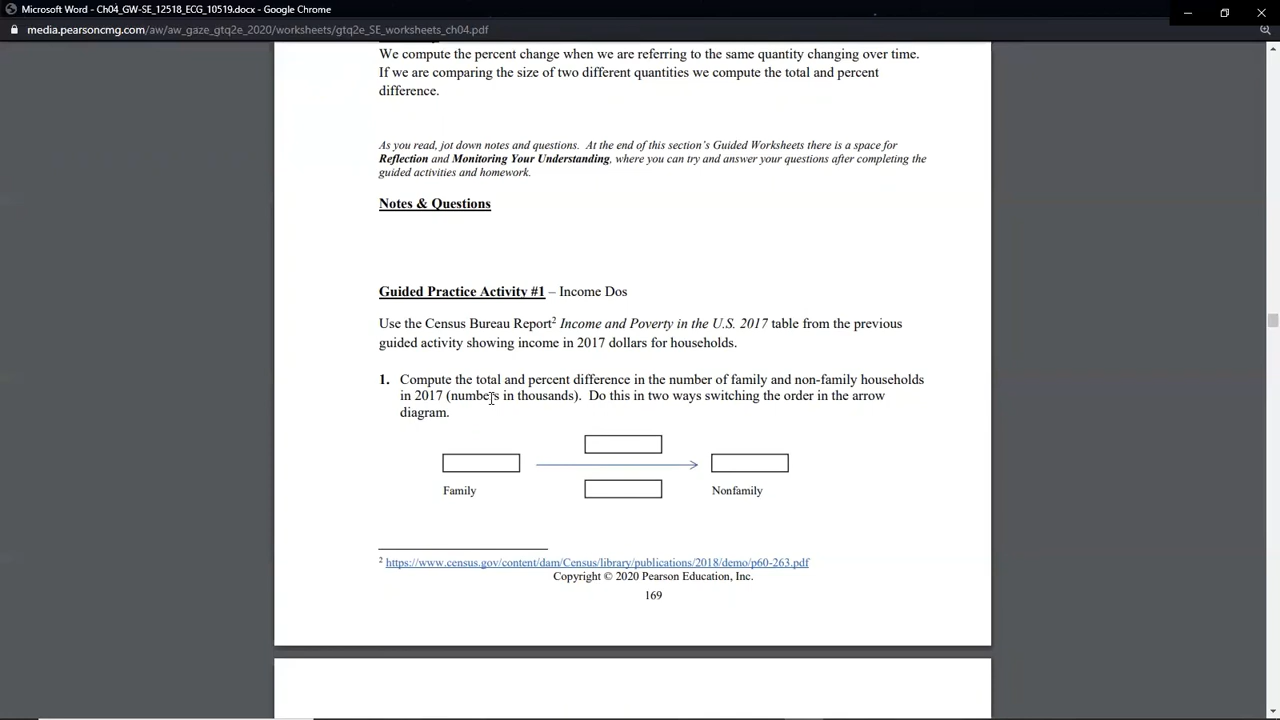 Microsoft Word - Ch04_GW-SE_12518_ECG_10519.docx - Google Chrome
media.pearsoncmg.com/aw/aw_gaze_gtq2e_2020/worksheets/gtq2e_SE_worksheets_ch04.pdf
We compute the percent change when we are referring to the same quantity changing over time.
If we are comparing the size of two different quantities we compute the total and percent
difference.
As you read, jot down notes and questions. At the end of this section's Guided Worksheets there is a space for
Reflection and Monitoring Your Understanding, where you can try and answer your questions after completing the
guided activities and homework.
Notes & Questions
Guided Practice Activity #1 – Income Dos
Use the Census Bureau Report² Income and Poverty in the U.S. 2017 table from the previous
guided activity showing income in 2017 dollars for households.
1. Compute the total and percent difference in the number of family and non-family households
in 2017 (numbers in thousands). Do this in two ways switching the order in the arrow
diagram.
Family Nonfamily
² https://www.census.gov/content/dam/Census/library/publications/2018/demo/p60-263.pdf
Copyright © 2020 Pearson Education, Inc.
169